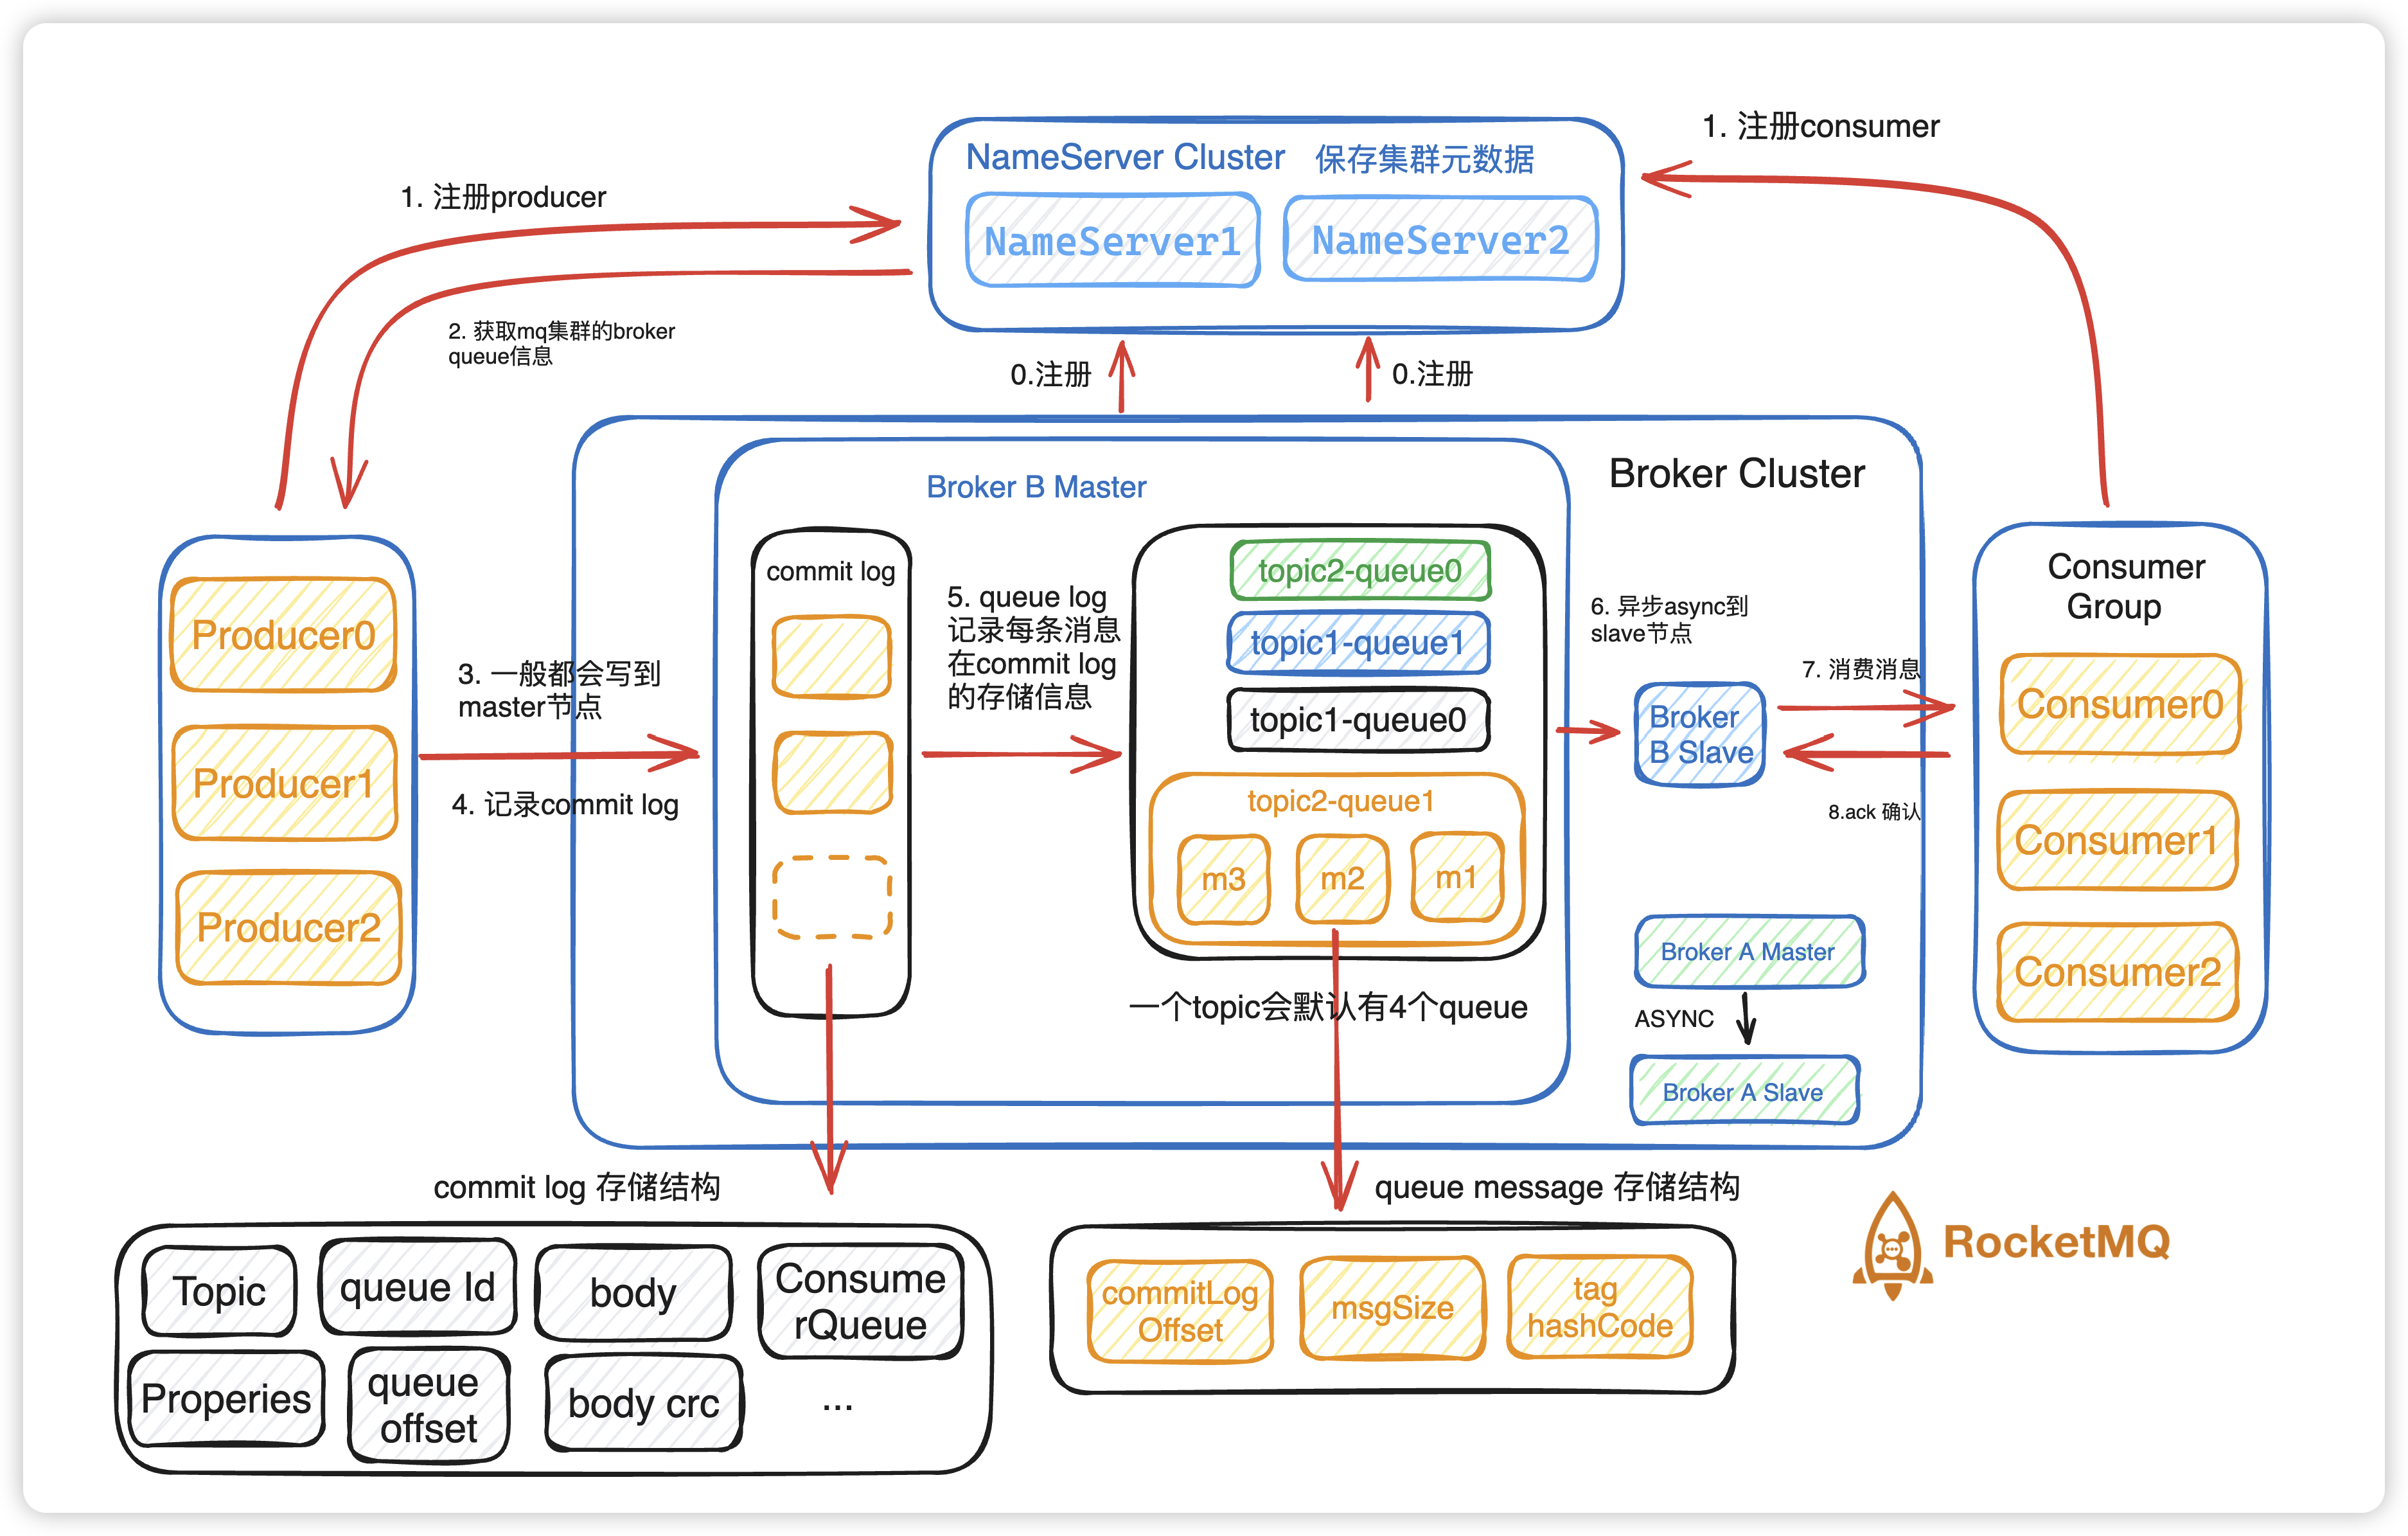 1. 注册consumer
NameServer Cluster 保存集群元数据
1. 注册producer
NameServer1
NameServer2
2. 获取mq集群的broker
queue信息
0.注册
0.注册
Broker Cluster
Broker B Master
commit log
topic2-queue0
topic1-queue1
topic1-queue0
topic2-queue1
m3
m2
m1
5. queue log
记录每条消息
在commit log
的存储信息
6. 异步async到
slave节点
Consumer
Group
Producer0
Producer1
Producer2
3. 一般都会写到
master节点
4. 记录commit log
Broker
B Slave
7. 消费消息
8.ack 确认
Consumer0
Consumer1
Consumer2
Broker A Master
ASYNC
Broker A Slave
一个topic会默认有4个queue
commit log 存储结构
queue message 存储结构
Topic
queue Id
body
Consume
rQueue
Properies
queue
offset
body crc
...
commitLog
Offset
msgSize
tag
hashCode
RocketMQ